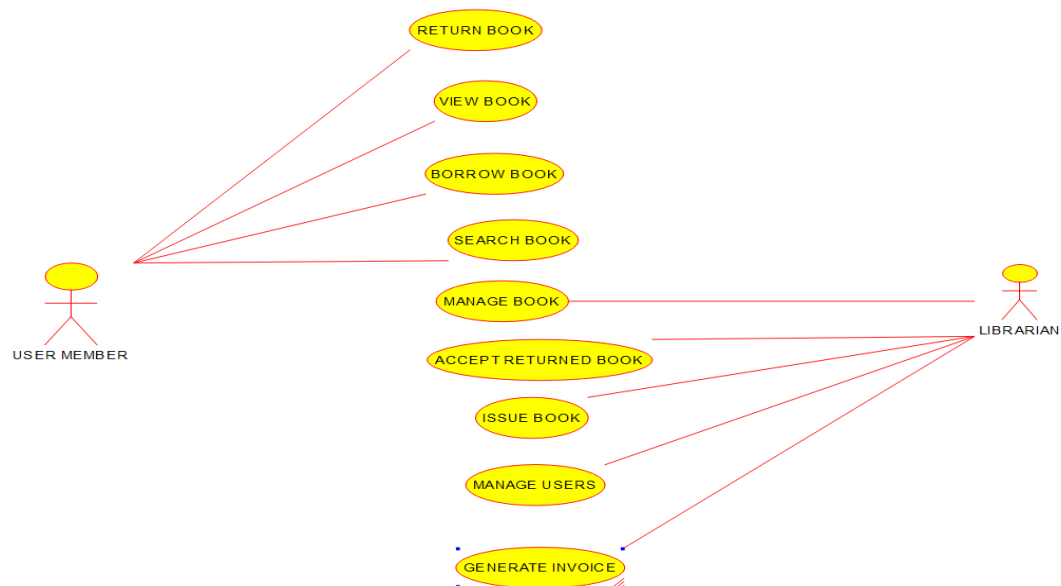 RETURN BOOK
VIEW BOOK
BORROW BOOK
SEARCH BOOK
MANAGE BOOK
LIBRARIAN
USER MEMBER
ACCEPT RETURNED BOOK
ISSUE BOOK
MANAGE USERS
GENERATE INVOICE